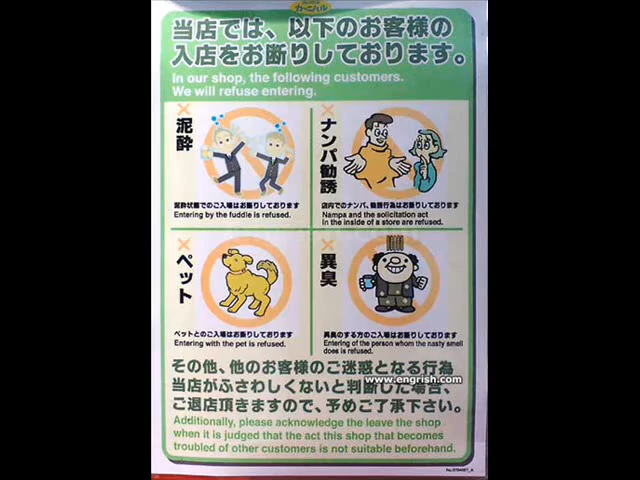 カーニバル
当店では、以下のお客様の
入店をお断りしております。
In our shop, the following customers.
We will refuse entering.
泥酔
泥酔状態でのご入場はお断りしております
Entering by the fuddle is refused.
ナンパ勧誘
店内でのナンパ、勧誘行為はお断りしております
Nampa and the solicitation act
in the inside of a store are refused.
ペット
ペットとのご入場はお断りしております
Entering with the pet is refused.
異臭
異臭のする方のご入場はお断りしております
Entering of the person whom the nasty smell
does is refused.
その他、他のお客様のご迷惑となる行為
当店がふさわしくないと判断した場合、
www.engrish.com
ご退店頂きますので、予めご了承下さい。
Additionally, please acknowledge the leave the shop
when it is judged that the act this shop that becomes
troubled of other customers is not suitable beforehand.